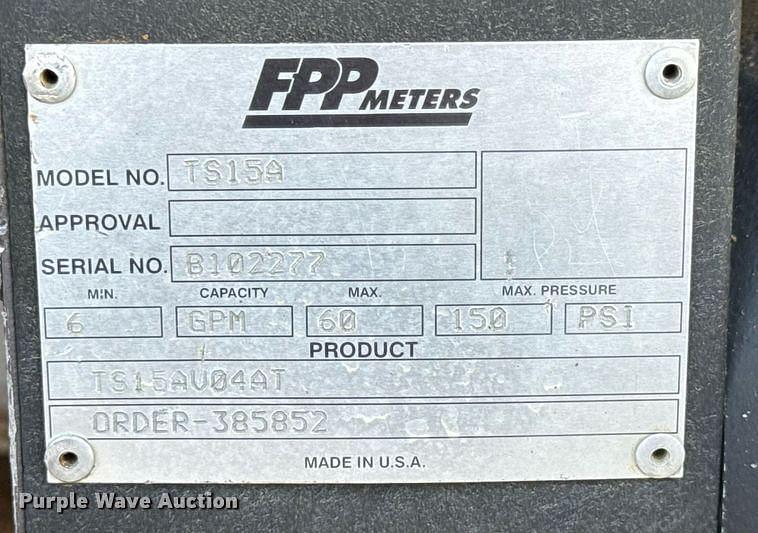 FPP METERS
MODEL NO. TS15A
APPROVAL
SERIAL NO. B102277
MIN. CAPACITY MAX. MAX. PRESSURE
6 GPM 60 150 PSI
PRODUCT
TS15AV04AT
ORDER-385852
MADE IN U.S.A.
Purple Wave Auction